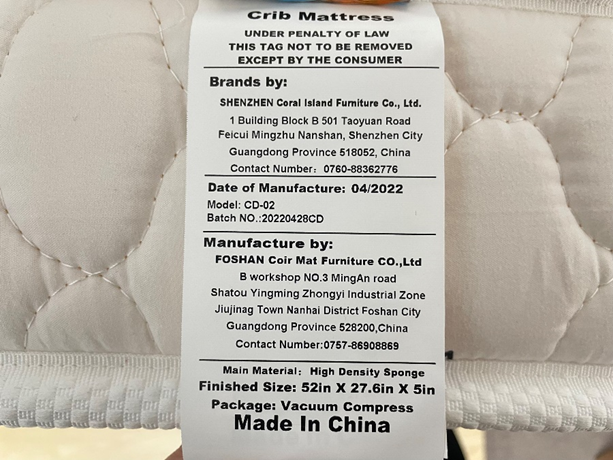 Crib Mattress
UNDER PENALTY OF LAW
THIS TAG NOT TO BE REMOVED
EXCEPT BY THE CONSUMER
Brands by:
SHENZHEN Coral Island Furniture Co., Ltd.
1 Building Block B 501 Taoyuan Road
Feicui Mingzhu Nanshan, Shenzhen City
Guangdong Province 518052, China
Contact Number: 0760-88362776
Date of Manufacture: 04/2022
Model: CD-02
Batch NO.:20220428CD
Manufacture by:
FOSHAN Coir Mat Furniture CO.,Ltd
B workshop NO.3 MingAn road
Shatou Yingming Zhongyi Industrial Zone
Jiujinag Town Nanhai District Foshan City
Guangdong Province 528200,China
Contact Number:0757-86908869
Main Material: High Density Sponge
Finished Size: 52in X 27.6in X 5in
Package: Vacuum Compress
Made In China